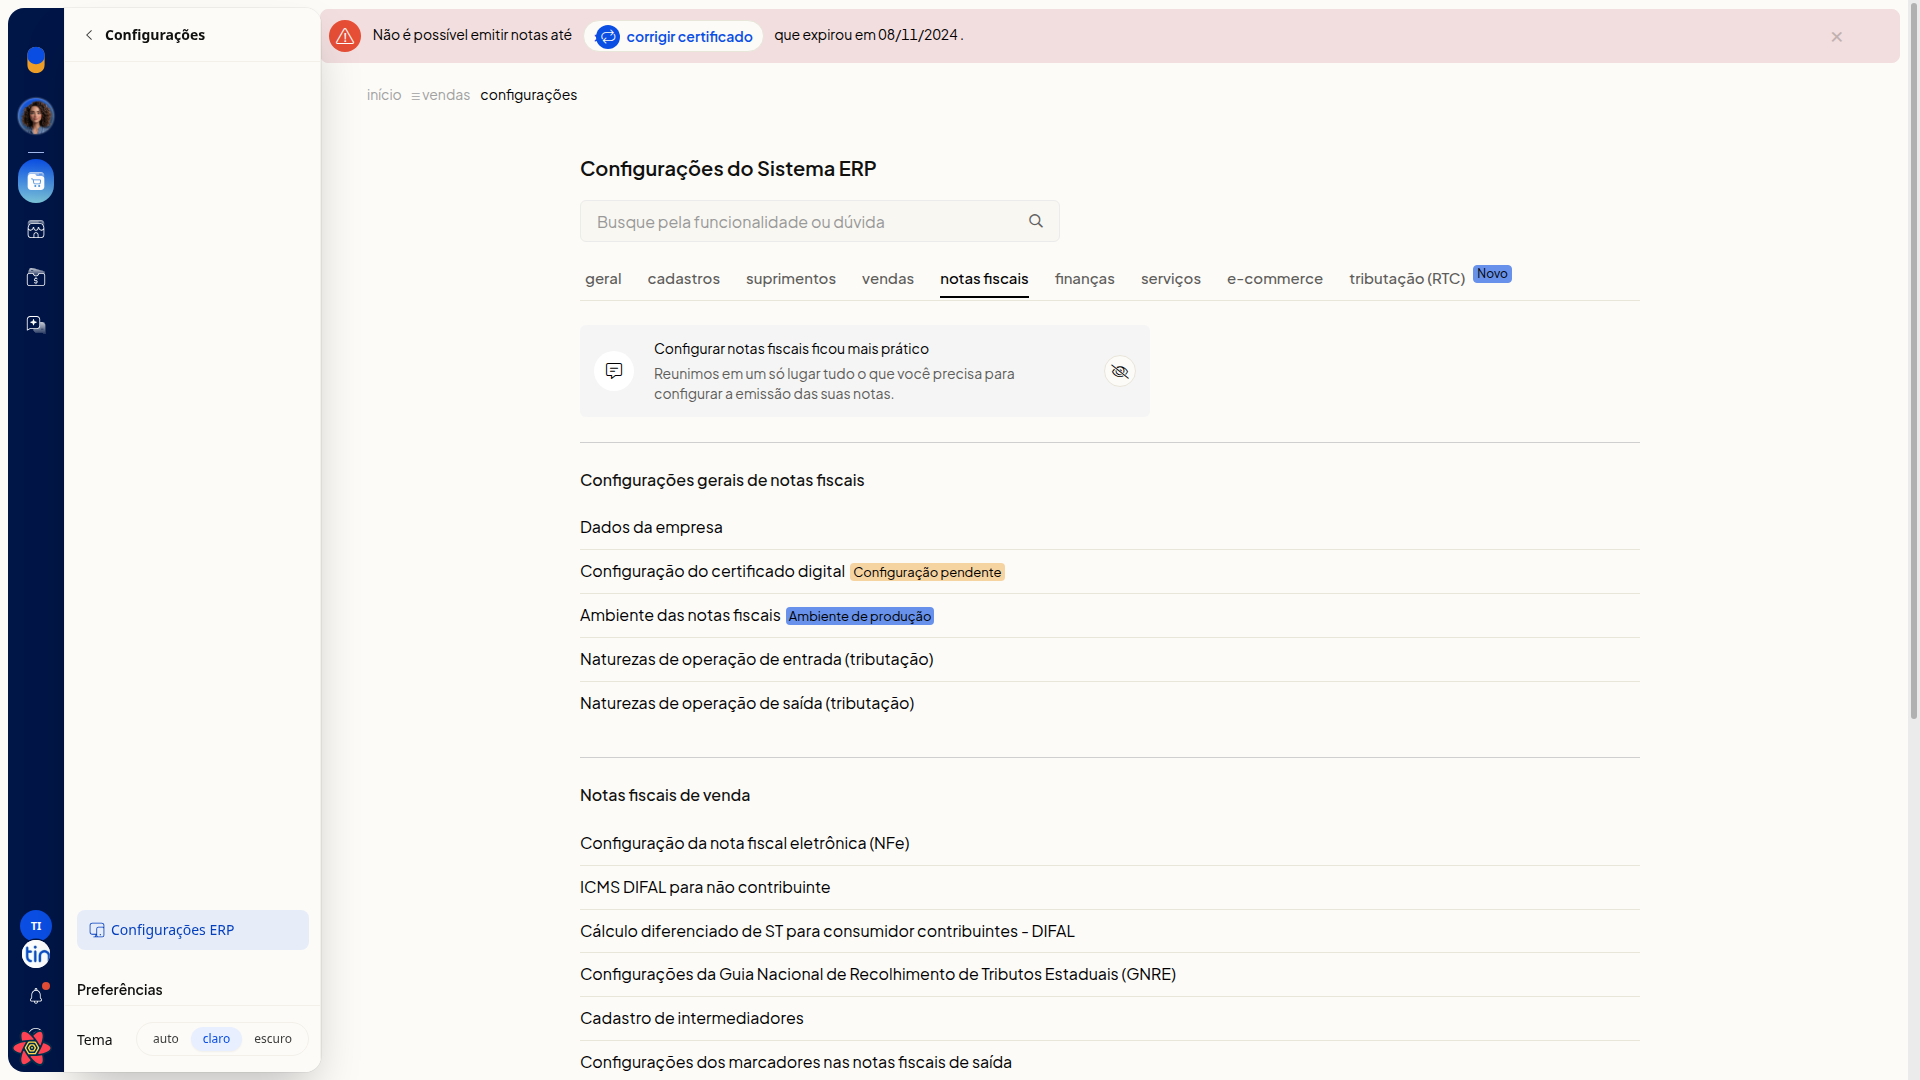 Configurações
Não é possível emitir notas até corrigir certificado que expirou em 08/11/2024 .
início vendas configurações
Configurações do Sistema ERP
Busque pela funcionalidade ou dúvida
geral cadastros suprimentos vendas notas fiscais finanças serviços e-commerce tributação (RTC) Novo
Configurar notas fiscais ficou mais prático
Reunimos em um só lugar tudo o que você precisa para
configurar a emissão das suas notas.
Configurações gerais de notas fiscais
Dados da empresa
Configuração do certificado digital Configuração pendente
Ambiente das notas fiscais Ambiente de produção
Naturezas de operação de entrada (tributação)
Naturezas de operação de saída (tributação)
Notas fiscais de venda
Configuração da nota fiscal eletrônica (NFe)
ICMS DIFAL para não contribuinte
Cálculo diferenciado de ST para consumidor contribuintes - DIFAL
Configurações da Guia Nacional de Recolhimento de Tributos Estaduais (GNRE)
Cadastro de intermediadores
Configurações dos marcadores nas notas fiscais de saída
TI
tin
Configurações ERP
Preferências
Tema auto claro escuro